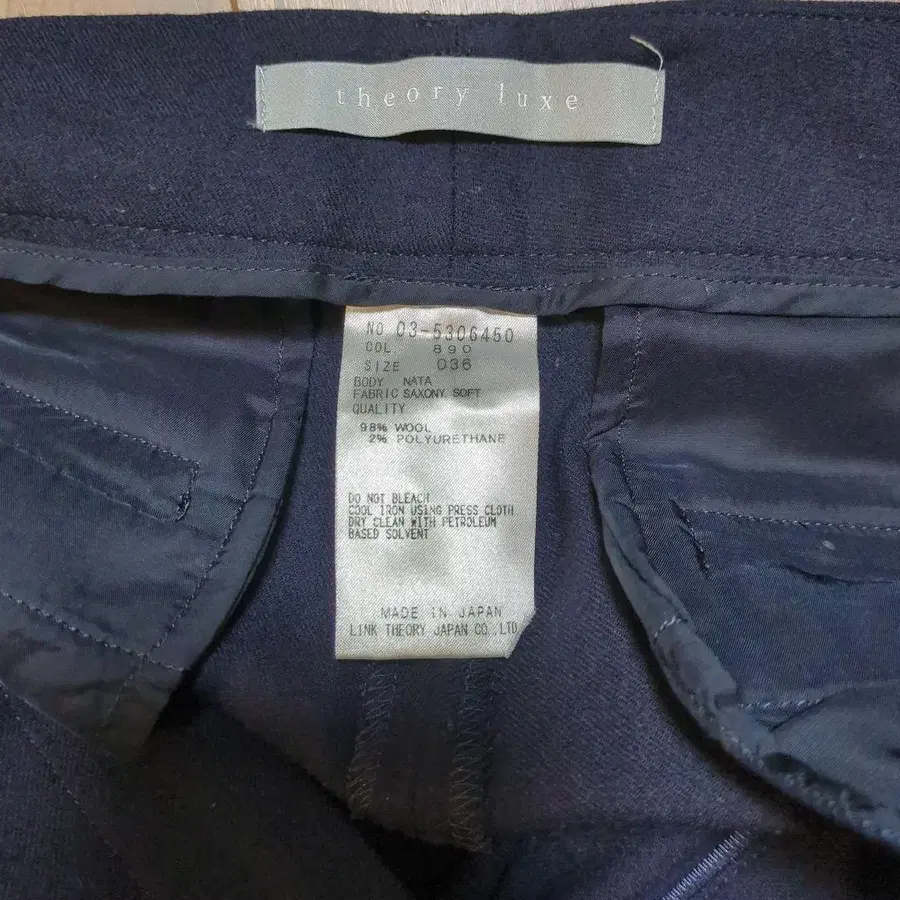 theory luxe
NO 03-5306450
COL 890
SIZE 036
BODY NATA
FABRIC SAXONY SOFT
QUALITY
98% WOOL
2% POLYURETHANE
DO NOT BLEACH
COOL IRON USING PRESS CLOTH
DRY CLEAN WITH PETROLEUM
BASED SOLVENT
MADE IN JAPAN
LINK THEORY JAPAN CO.,LTD